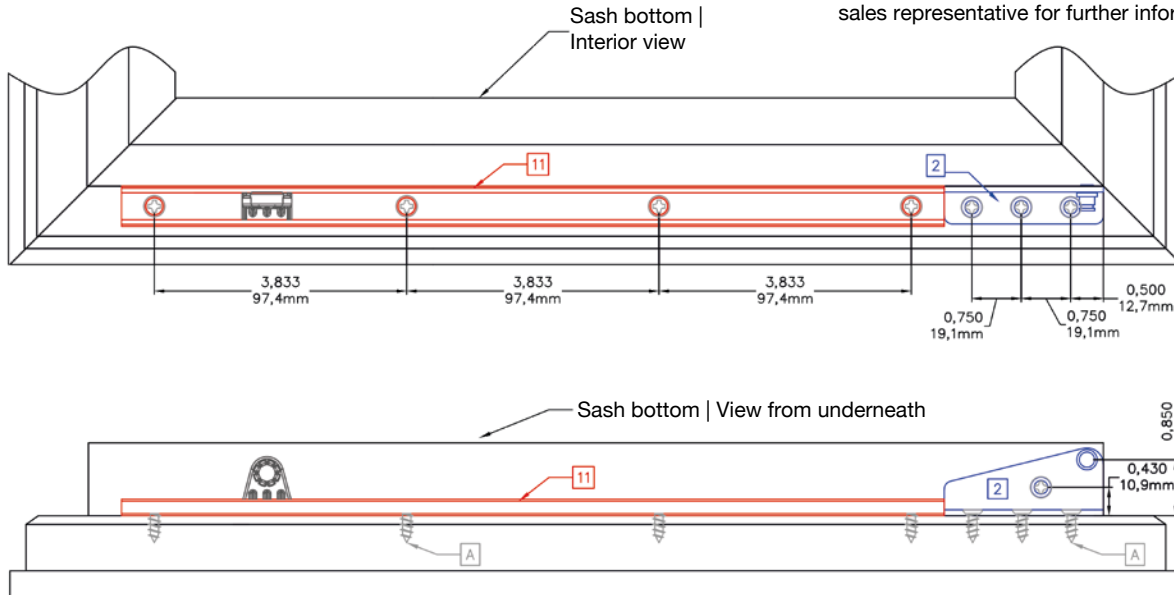 Sash bottom |
Interior view
sales representative for further infor
11
2
3,833
97,4mm
3,833
97,4mm
3,833
97,4mm
0,750
19,1mm
0,750
19,1mm
0,500
12,7mm
Sash bottom | View from underneath
11
2
0,850
0,430
10,9mm
A
A